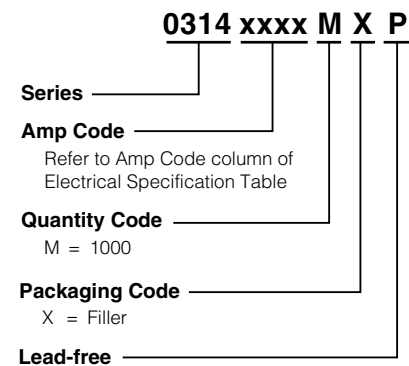 0314 xxxx M X P
Series
Amp Code
Refer to Amp Code column of
Electrical Specification Table
Quantity Code
M = 1000
Packaging Code
X = Filler
Lead-free